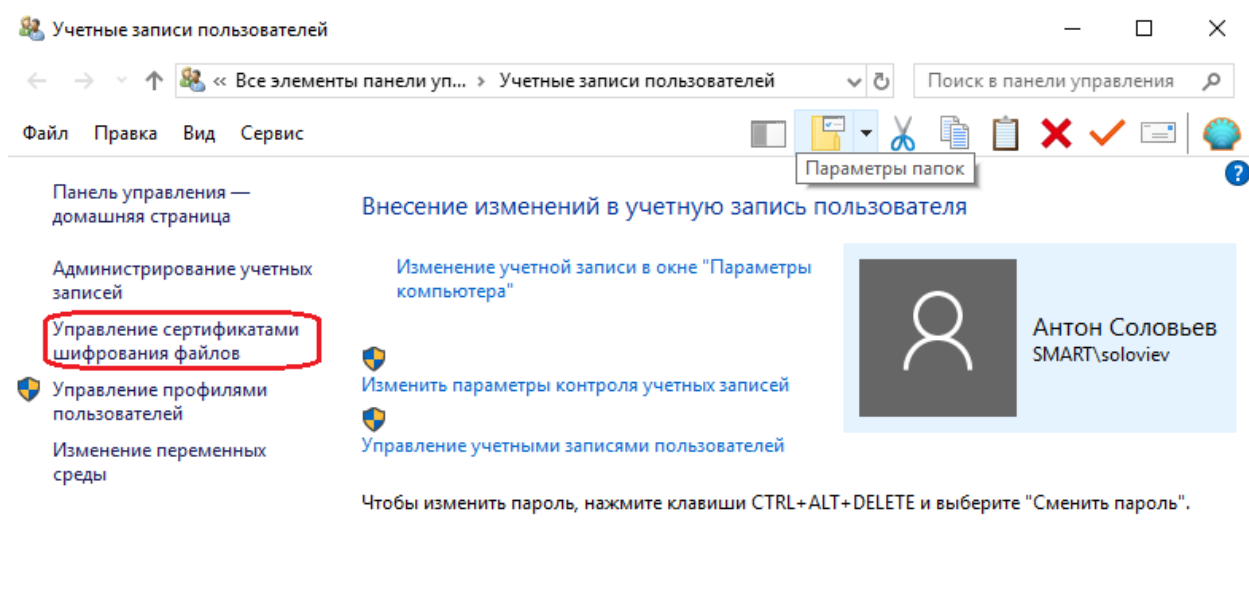 Учетные записи пользователей
« Все элементы панели уп... › Учетные записи пользователей
Поиск в панели управления
Файл Правка Вид Сервис
Параметры папок
?
Панель управления —
домашняя страница
Администрирование учетных
записей
Управление сертификатами
шифрования файлов
Управление профилями
пользователей
Изменение переменных
среды
Внесение изменений в учетную запись пользователя
Изменение учетной записи в окне "Параметры
компьютера"
Изменить параметры контроля учетных записей
Управление учетными записями пользователей
Антон Соловьев
SMART\soloviev
Чтобы изменить пароль, нажмите клавиши CTRL+ALT+DELETE и выберите "Сменить пароль".